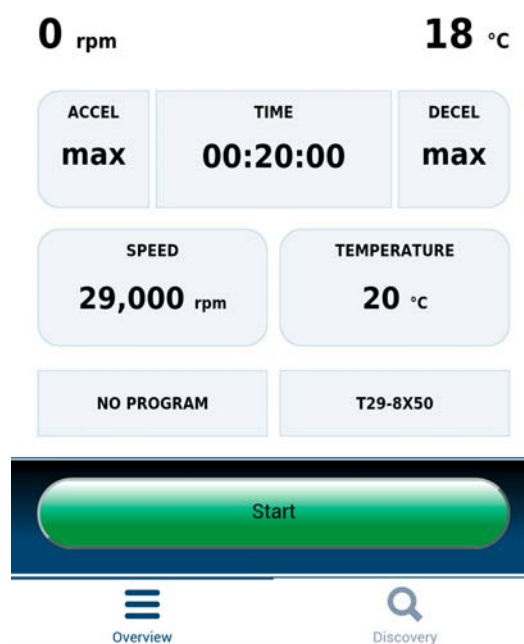 0 rpm 18 °C
ACCEL TIME DECEL
max 00:20:00 max
SPEED TEMPERATURE
29,000 rpm 20 °C
NO PROGRAM T29-8X50
Start
Overview Discovery